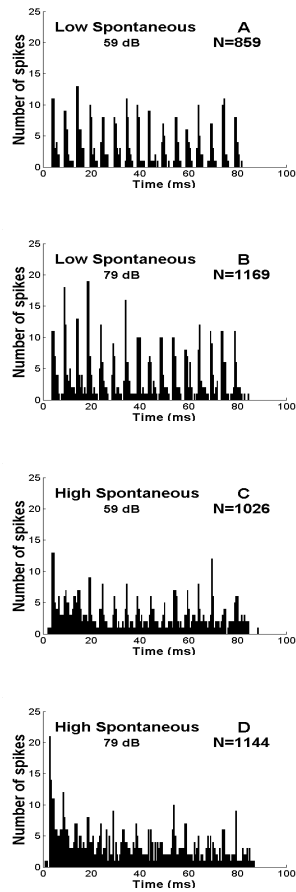 25
20
15
10
5
0
Number of spikes
Low Spontaneous A
59 dB N=859
0 20 40 60 80 100
Time (ms)
25
20
15
10
5
0
Number of spikes
Low Spontaneous B
79 dB N=1169
0 20 40 60 80 100
Time (ms)
25
20
15
10
5
0
Number of spikes
High Spontaneous C
59 dB N=1026
0 20 40 60 80 100
Time (ms)
25
20
15
10
5
0
Number of spikes
High Spontaneous D
79 dB N=1144
0 20 40 60 80 100
Time (ms)